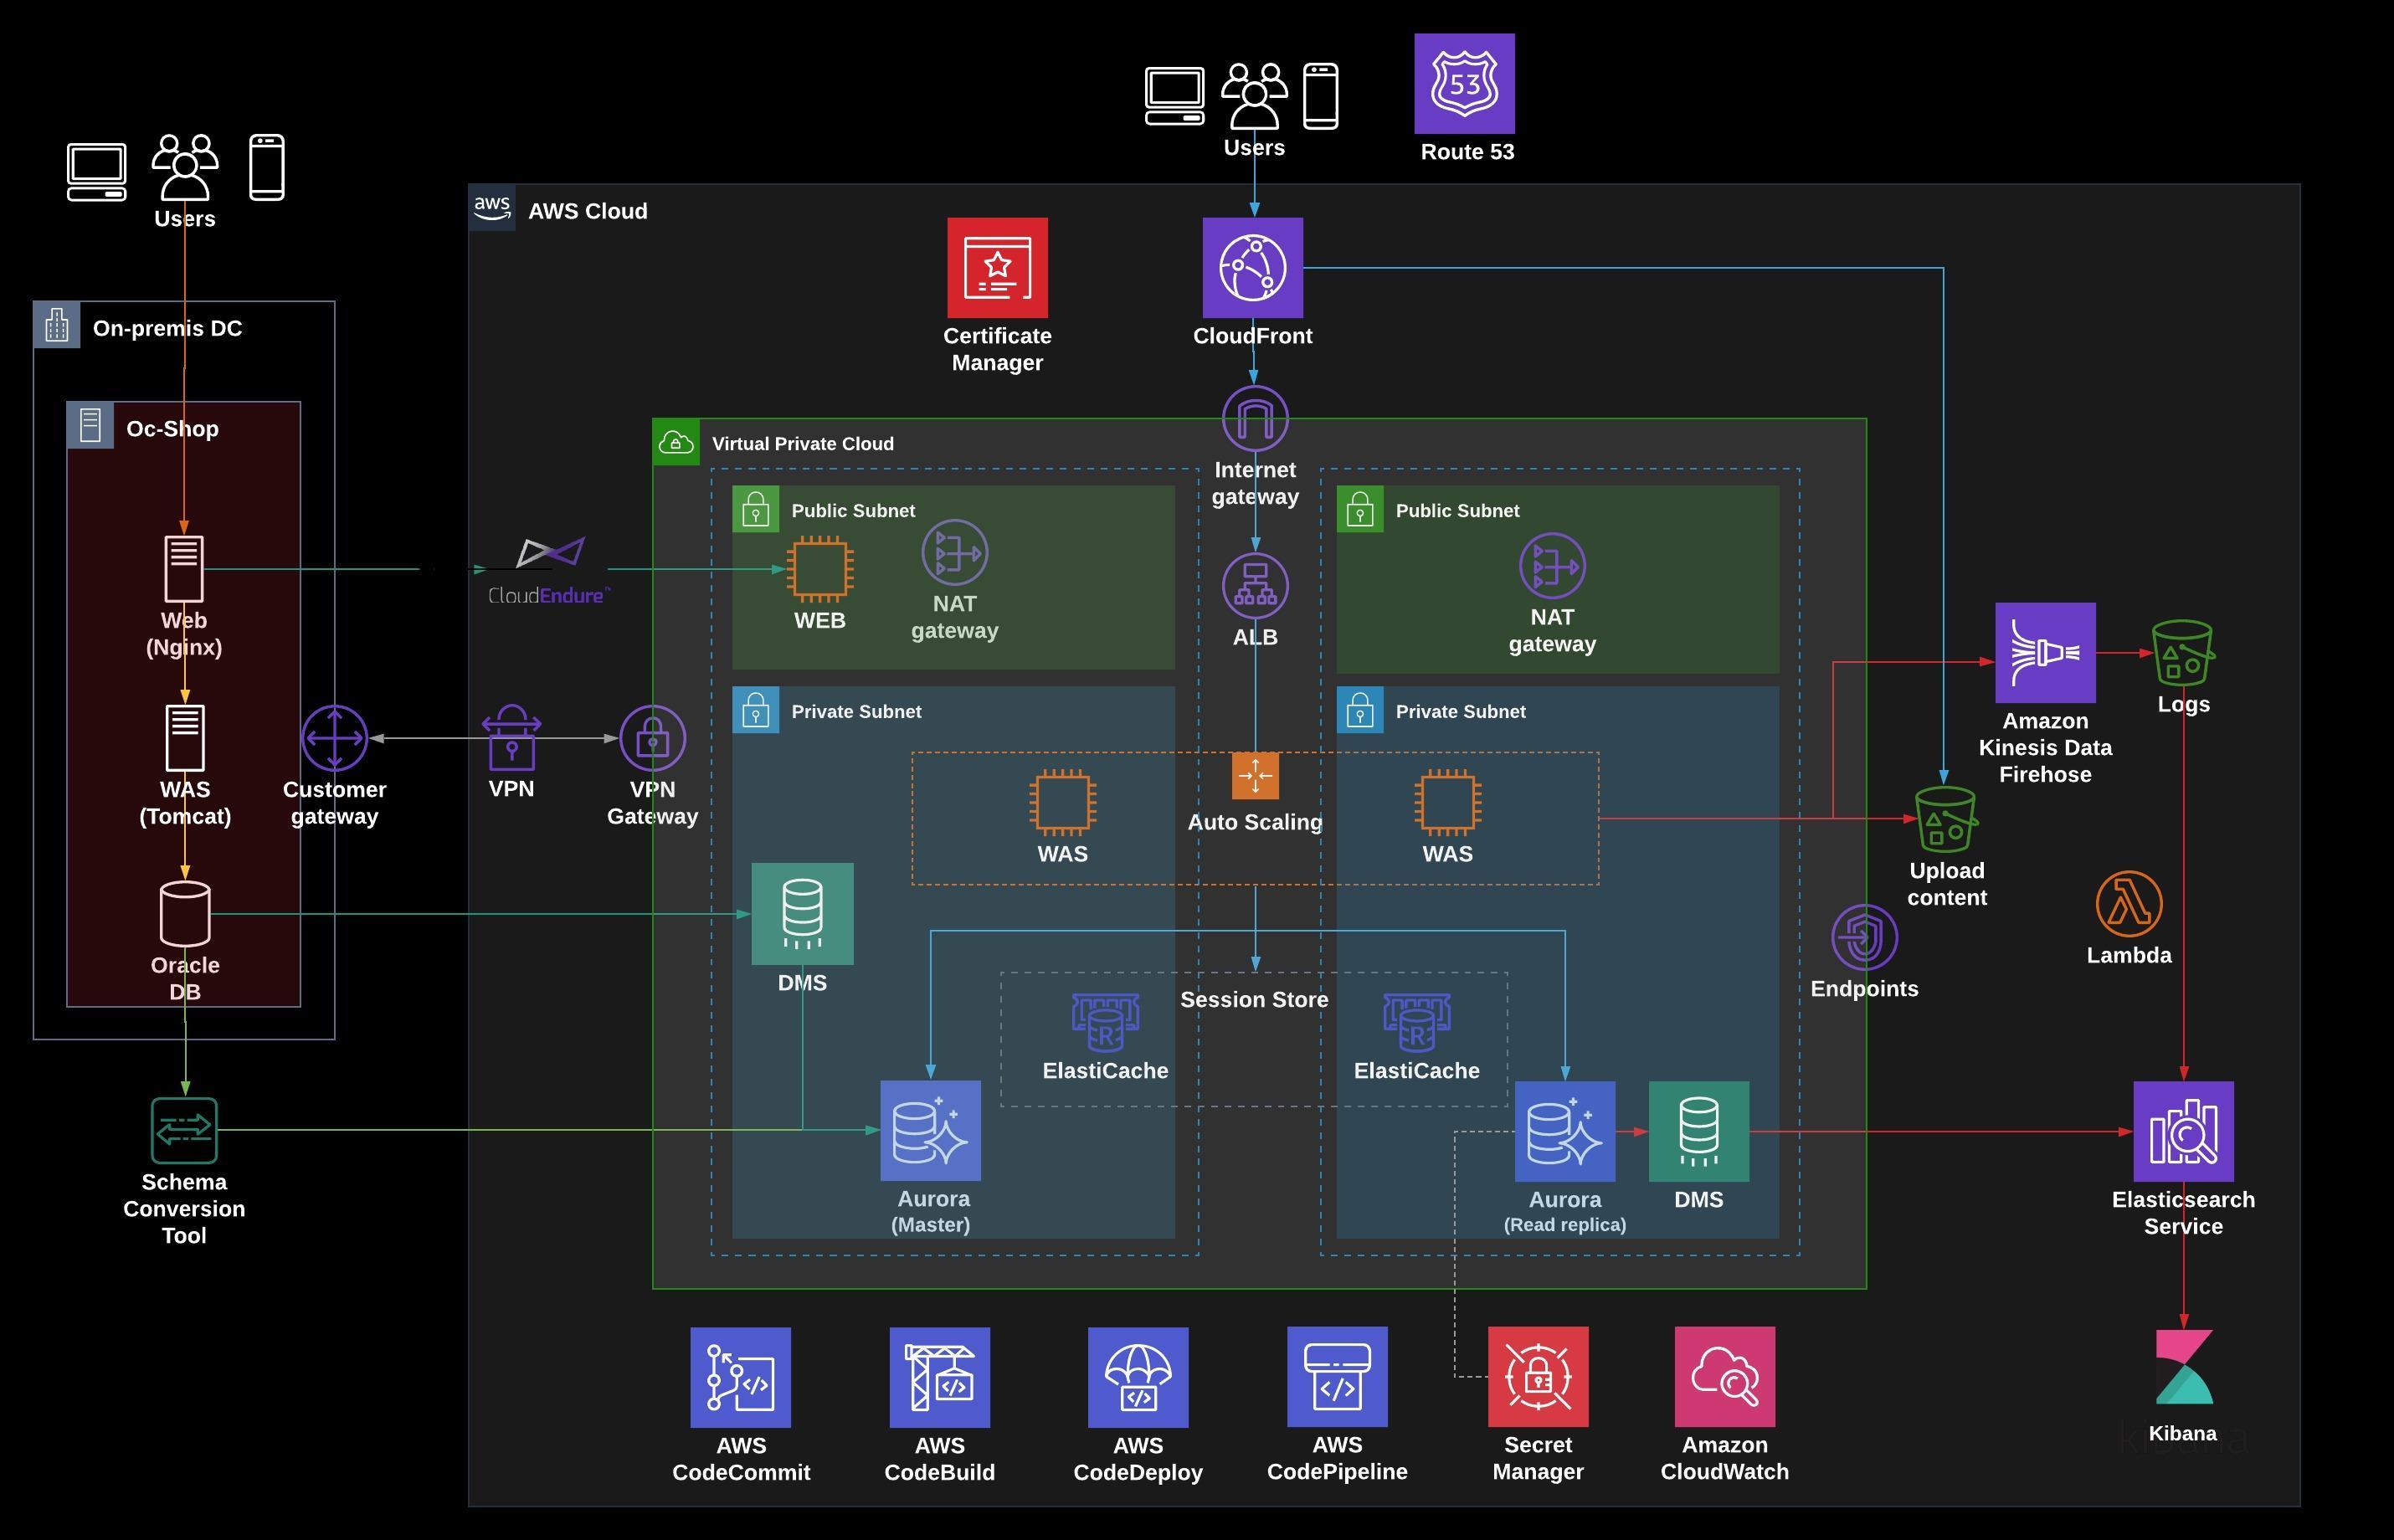 Users
53
Route 53
Users
aws
AWS Cloud
Certificate
Manager
CloudFront
On-premis DC
Oc-Shop
Virtual Private Cloud
Internet
gateway
Public Subnet
Public Subnet
Web
(Nginx)
CloudEndure™
WEB
NAT
gateway
ALB
NAT
gateway
Private Subnet
Private Subnet
Amazon
Kinesis Data
Firehose
Logs
WAS
(Tomcat)
Customer
gateway
VPN
VPN
Gateway
WAS
Auto Scaling
WAS
Upload
content
Oracle
DB
DMS
Session Store
R
ElastiCache
R
ElastiCache
Endpoints
Lambda
Schema
Conversion
Tool
Aurora
(Master)
Aurora
(Read replica)
DMS
Elasticsearch
Service
AWS
CodeCommit
AWS
CodeBuild
AWS
CodeDeploy
AWS
CodePipeline
Secret
Manager
Amazon
CloudWatch
Kibana
kibana